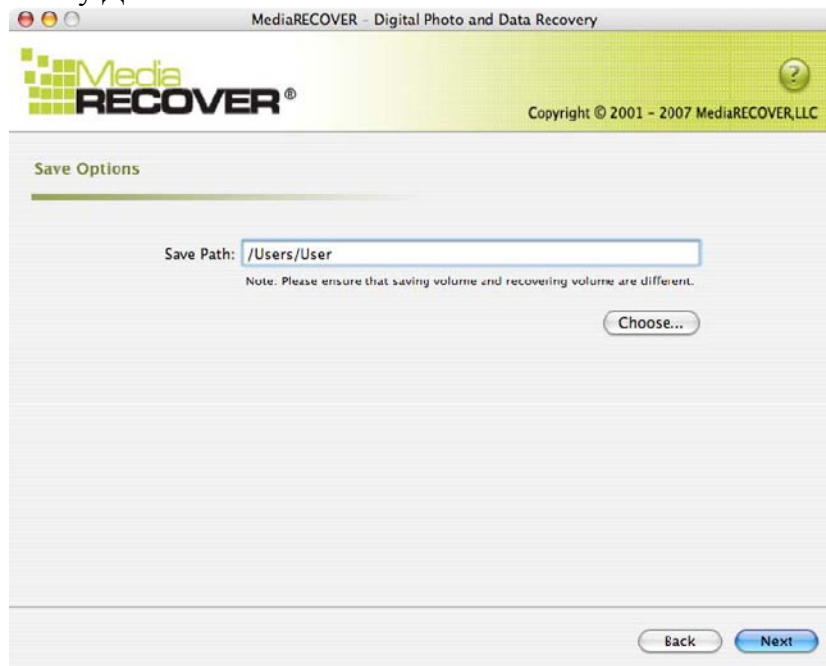 MediaRECOVER - Digital Photo and Data Recovery
Media
RECOVER®
?
Copyright © 2001 - 2007 MediaRECOVER,LLC
Save Options
Save Path: /Users/User
Note: Please ensure that saving volume and recovering volume are different.
Choose...
Back Next